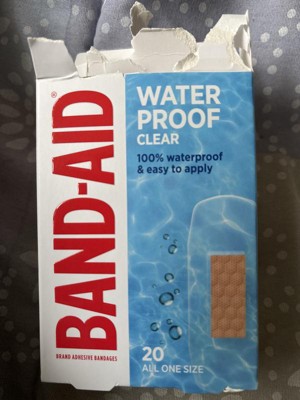 BAND-AID®
BRAND ADHESIVE BANDAGES
WATER
PROOF
CLEAR
100% waterproof
& easy to apply
20
ALL ONE SIZE